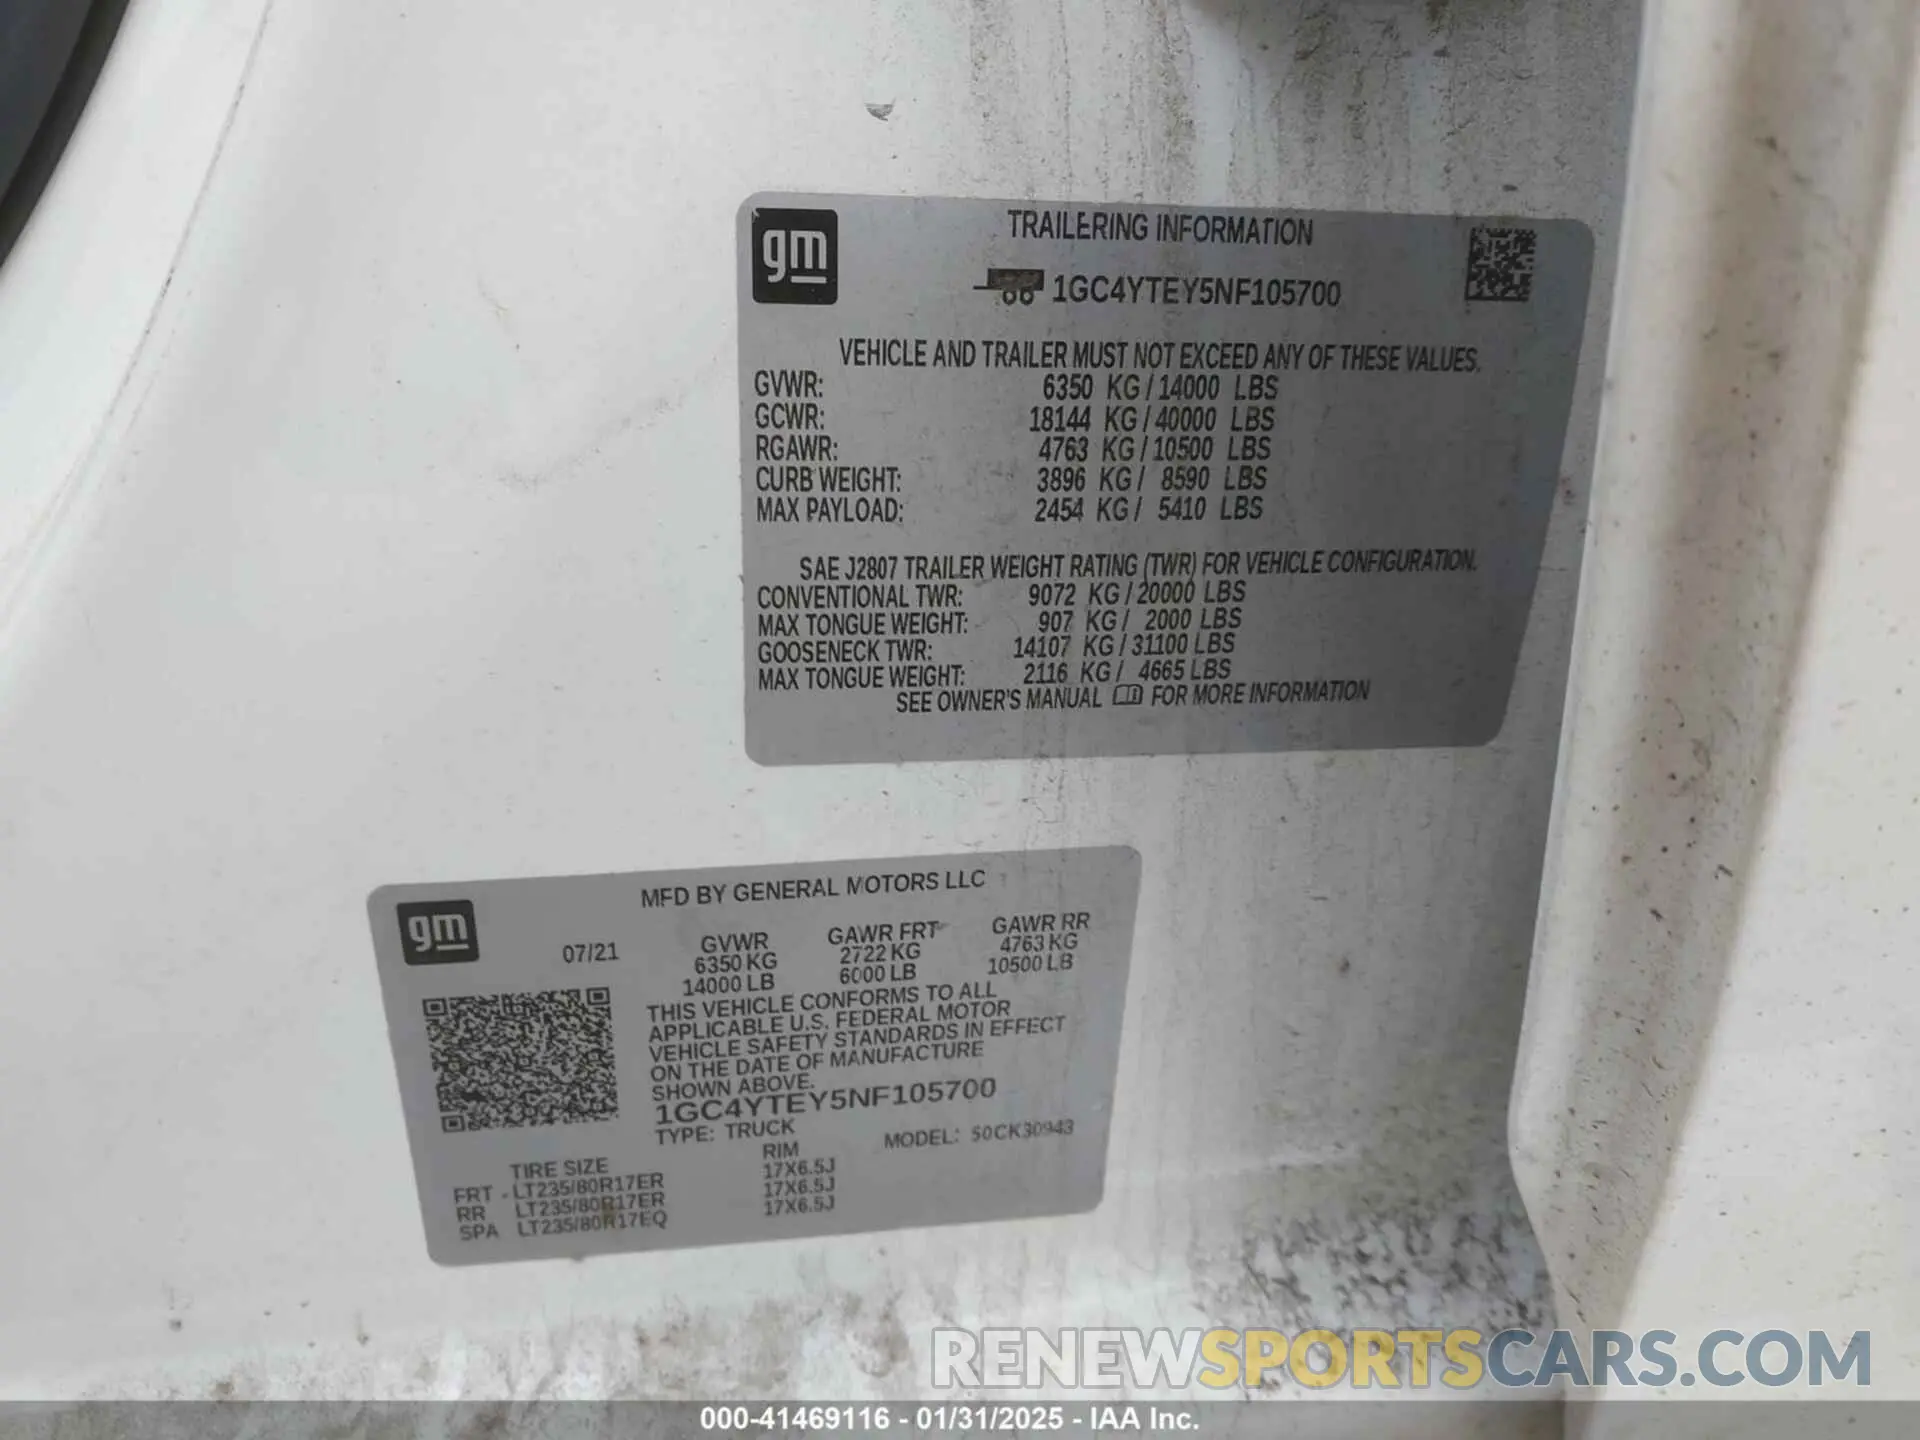 gm
TRAILERING INFORMATION
1GC4YTEY5NF105700
VEHICLE AND TRAILER MUST NOT EXCEED ANY OF THESE VALUES.
GVWR: 6350 KG / 14000 LBS
GCWR: 18144 KG / 40000 LBS
RGAWR: 4763 KG / 10500 LBS
CURB WEIGHT: 3896 KG / 8590 LBS
MAX PAYLOAD: 2454 KG / 5410 LBS
SAE J2807 TRAILER WEIGHT RATING (TWR) FOR VEHICLE CONFIGURATION.
CONVENTIONAL TWR: 9072 KG / 20000 LBS
MAX TONGUE WEIGHT: 907 KG / 2000 LBS
GOOSENECK TWR: 14107 KG / 31100 LBS
MAX TONGUE WEIGHT: 2116 KG / 4665 LBS
SEE OWNER'S MANUAL FOR MORE INFORMATION
gm
MFD BY GENERAL MOTORS LLC
07/21 GVWR GAWR FRT GAWR RR
6350 KG 2722 KG 4763 KG
14000 LB 6000 LB 10500 LB
THIS VEHICLE CONFORMS TO ALL
APPLICABLE U.S. FEDERAL MOTOR
VEHICLE SAFETY STANDARDS IN EFFECT
ON THE DATE OF MANUFACTURE
SHOWN ABOVE.
1GC4YTEY5NF105700
TYPE: TRUCK MODEL: 50CK30943
TIRE SIZE RIM
FRT LT235/80R17ER 17X6.5J
RR LT235/80R17ER 17X6.5J
SPA LT235/80R17EQ 17X6.5J
RENEWSPORTSCARS.COM
000-41469116 - 01/31/2025 - IAA Inc.